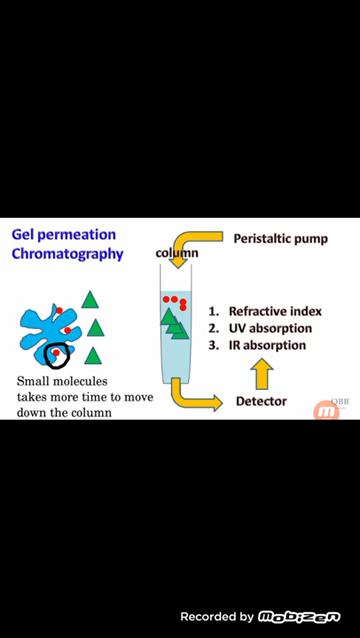 Gel permeation
Chromatography
Peristaltic pump
column
1. Refractive index
2. UV absorption
3. IR absorption
Small molecules
takes more time to move
down the column
Detector
QBB
m
Recorded by MOBIZEN